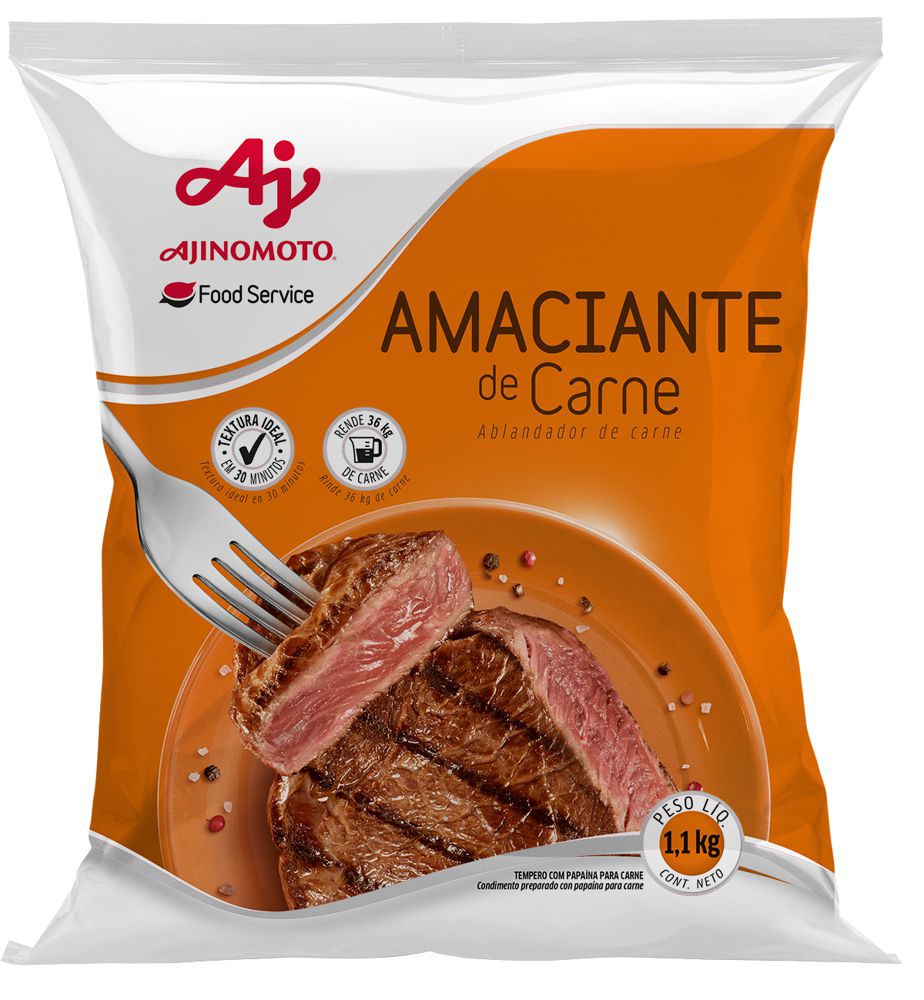 Aj
AJINOMOTO®
Food Service
AMACIANTE
de Carne
Ablandador de carne
• TEXTURA IDEAL •
EM 30 MINUTOS
Textura ideal en 30 minutos
RENDE 36 kg
DE CARNE
Rinde 36 kg de carne
PESO LIQ.
1,1 kg
CONT. NETO
TEMPERO COM PAPAÍNA PARA CARNE
Condimento preparado con papaína para carne